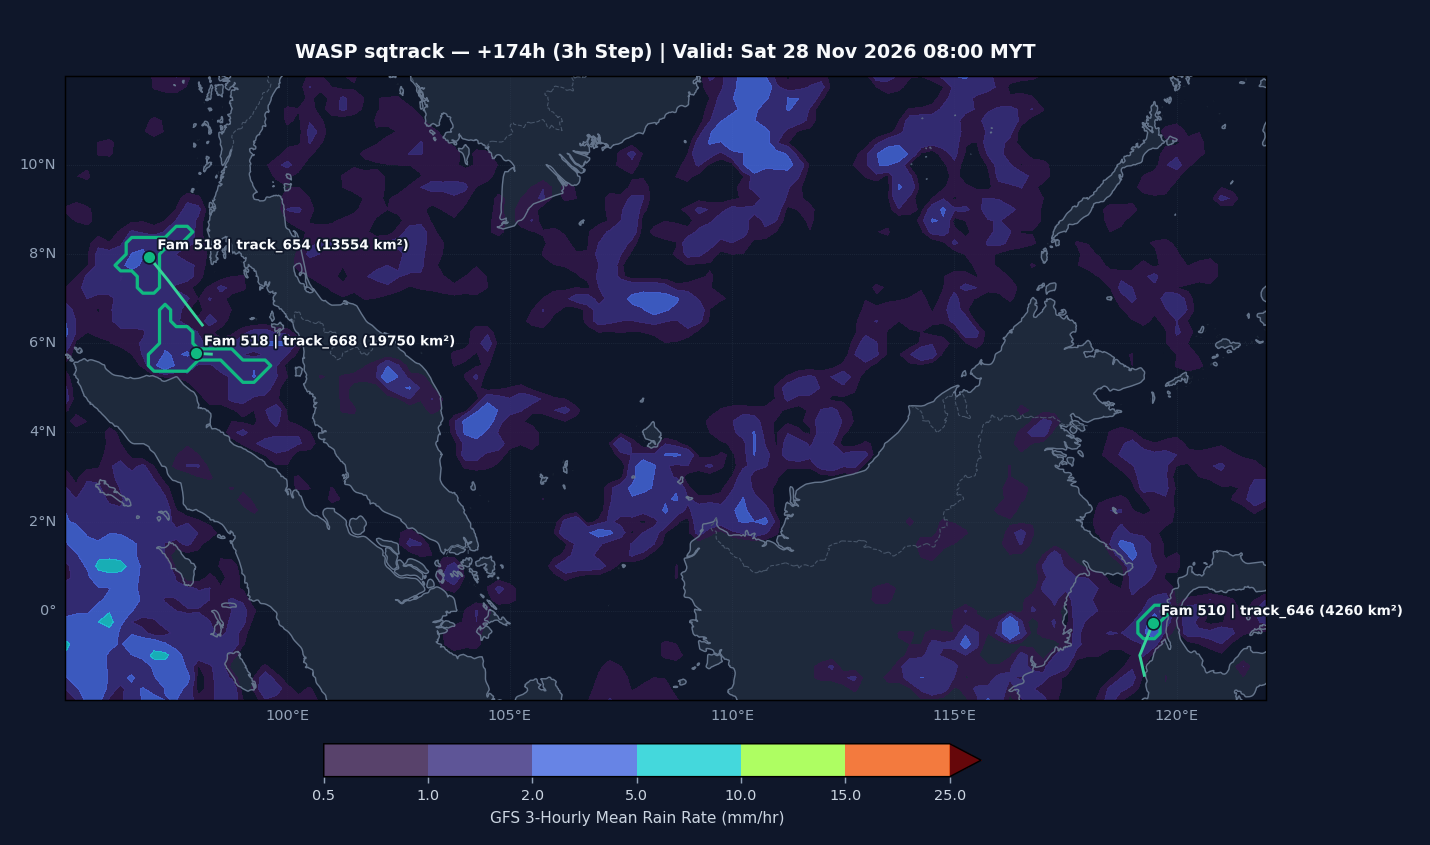 WASP sqtrack — +174h (3h Step) | Valid: Sat 28 Nov 2026 08:00 MYT
10°N
8°N
Fam 518 | track_654 (13554 km²)
6°N
Fam 518 | track_668 (19750 km²)
4°N
2°N
0°
Fam 510 | track_646 (4260 km²)
100°E 105°E 110°E 115°E 120°E
0.5 1.0 2.0 5.0 10.0 15.0 25.0
GFS 3-Hourly Mean Rain Rate (mm/hr)